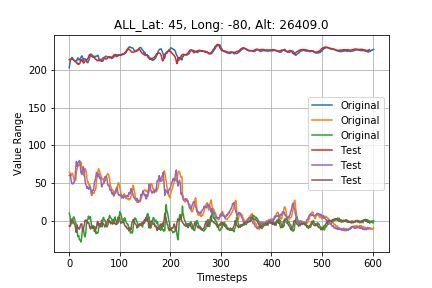 ALL_Lat: 45, Long: -80, Alt: 26409.0
Value Range
200
150
100
50
0
Original
Original
Original
Test
Test
Test
0
100
200
300
400
500
600
Timesteps